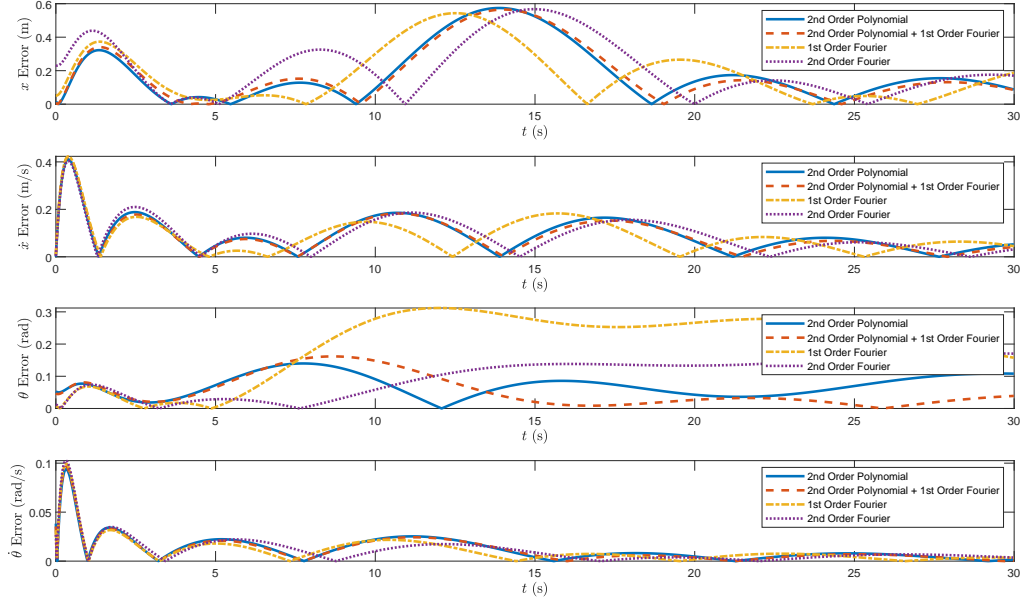 0.6
0.4
0.2
0
x Error (m)
0 5 10 15 20 25 30
t (s)
2nd Order Polynomial
2nd Order Polynomial + 1st Order Fourier
1st Order Fourier
2nd Order Fourier
0.4
0.2
0
ẋ Error (m/s)
0 5 10 15 20 25 30
t (s)
2nd Order Polynomial
2nd Order Polynomial + 1st Order Fourier
1st Order Fourier
2nd Order Fourier
0.3
0.2
0.1
0
θ Error (rad)
0 5 10 15 20 25 30
t (s)
2nd Order Polynomial
2nd Order Polynomial + 1st Order Fourier
1st Order Fourier
2nd Order Fourier
0.1
0.05
0
θ̇ Error (rad/s)
0 5 10 15 20 25 30
t (s)
2nd Order Polynomial
2nd Order Polynomial + 1st Order Fourier
1st Order Fourier
2nd Order Fourier